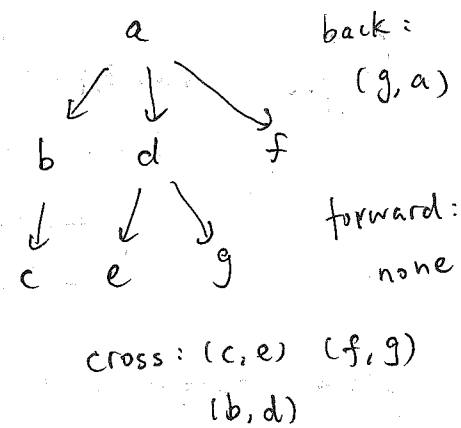 a
back:
(g, a)
b d f
forward:
c e g
none
cross: (c, e) (f, g)
(b, d)